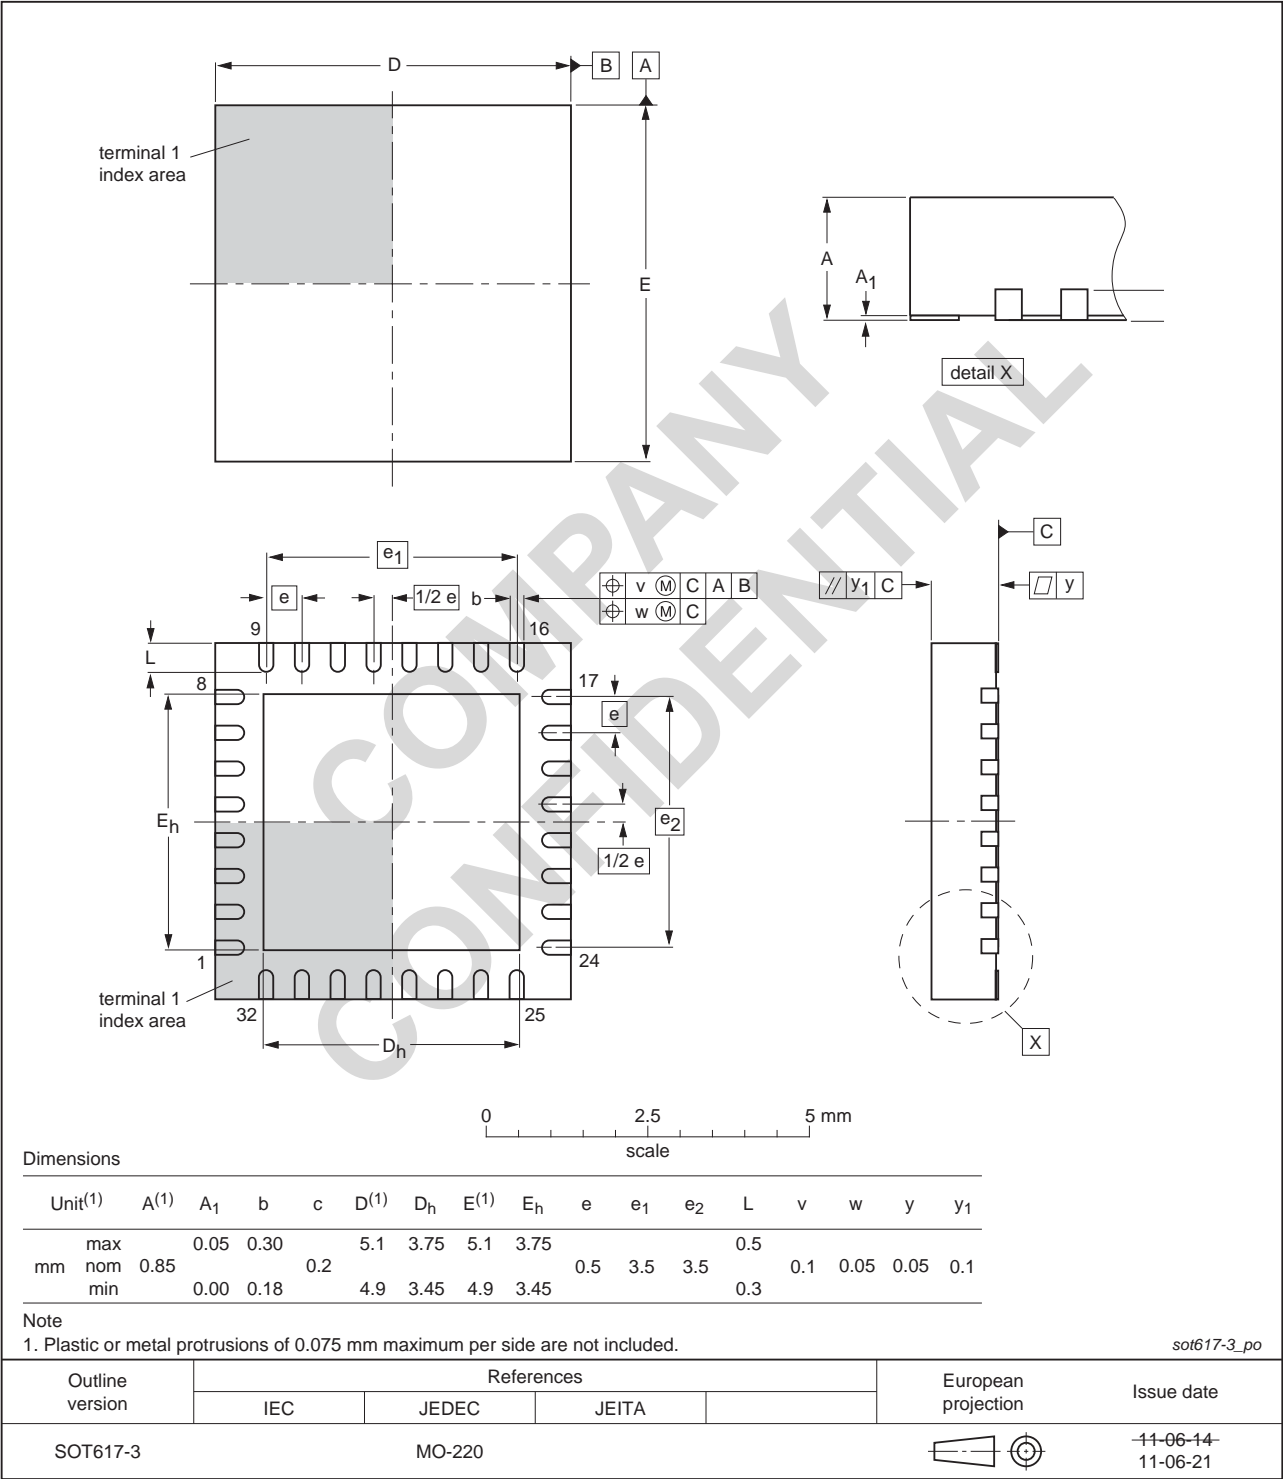 D
B
A
terminal 1
index area
E
A
A1
detail X
COMPANY
CONFIDENTIAL
C
e1
e
1/2 e
b
v M C A B
w M C
// y1 C
y
9
16
L
8
17
e
Eh
e2
1/2 e
1
24
terminal 1
index area
32
25
Dh
X
0 2.5 5 mm
scale
Dimensions
Unit(1) A(1) A1 b c D(1) Dh E(1) Eh e e1 e2 L v w y y1
max 0.05 0.30 5.1 3.75 5.1 3.75 0.5
mm nom 0.85 0.2 0.5 3.5 3.5 0.1 0.05 0.05 0.1
min 0.00 0.18 4.9 3.45 4.9 3.45 0.3
Note
1. Plastic or metal protrusions of 0.075 mm maximum per side are not included.
sot617-3_po
Outline version
References
European projection
Issue date
IEC JEDEC JEITA
SOT617-3
MO-220
11-06-14
11-06-21